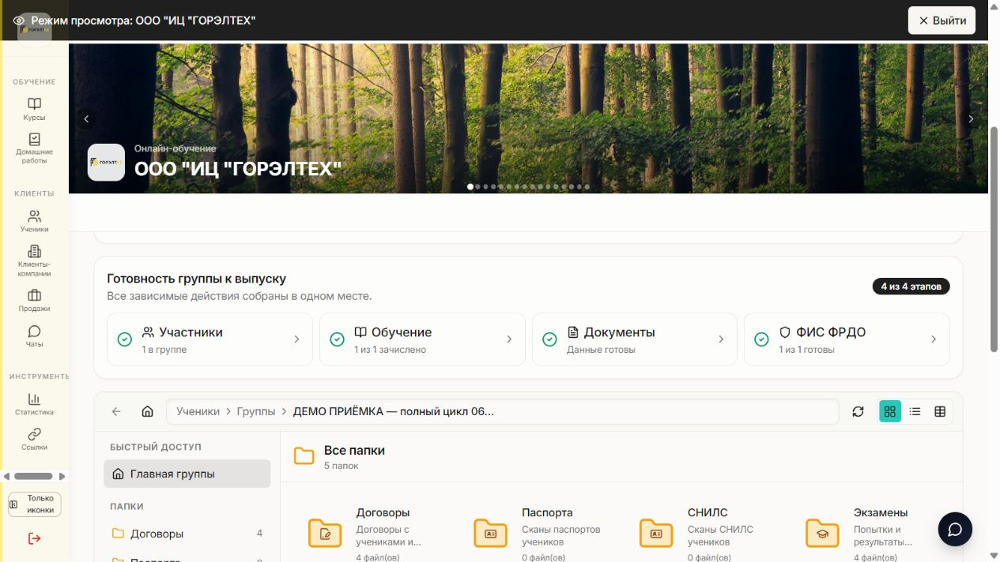 Режим просмотра: ООО "ИЦ "ГОРЭЛТЕХ"
Выйти
ОБУЧЕНИЕ
Курсы
Домашние
работы
КЛИЕНТЫ
Ученики
Клиенты-
компании
Продажи
Чаты
ИНСТРУМЕНТЫ
Статистика
Ссылки
Только
иконки
Онлайн-обучение
ООО "ИЦ "ГОРЭЛТЕХ"
Готовность группы к выпуску
Все зависимые действия собраны в одном месте.
4 из 4 этапов
Участники
1 в группе
Обучение
1 из 1 зачислено
Документы
Данные готовы
ФИС ФРДО
1 из 1 готовы
Ученики > Группы > ДЕМО ПРИЁМКА — полный цикл 06...
БЫСТРЫЙ ДОСТУП
Главная группы
ПАПКИ
Договоры 4
Все папки
5 папок
Договоры
Договоры с
учениками и...
4 файл(ов)
Паспорта
Сканы паспортов
учеников
0 файл(ов)
СНИЛС
Сканы СНИЛС
учеников
0 файл(ов)
Экзамены
Попытки и
результаты...
4 файл(ов)